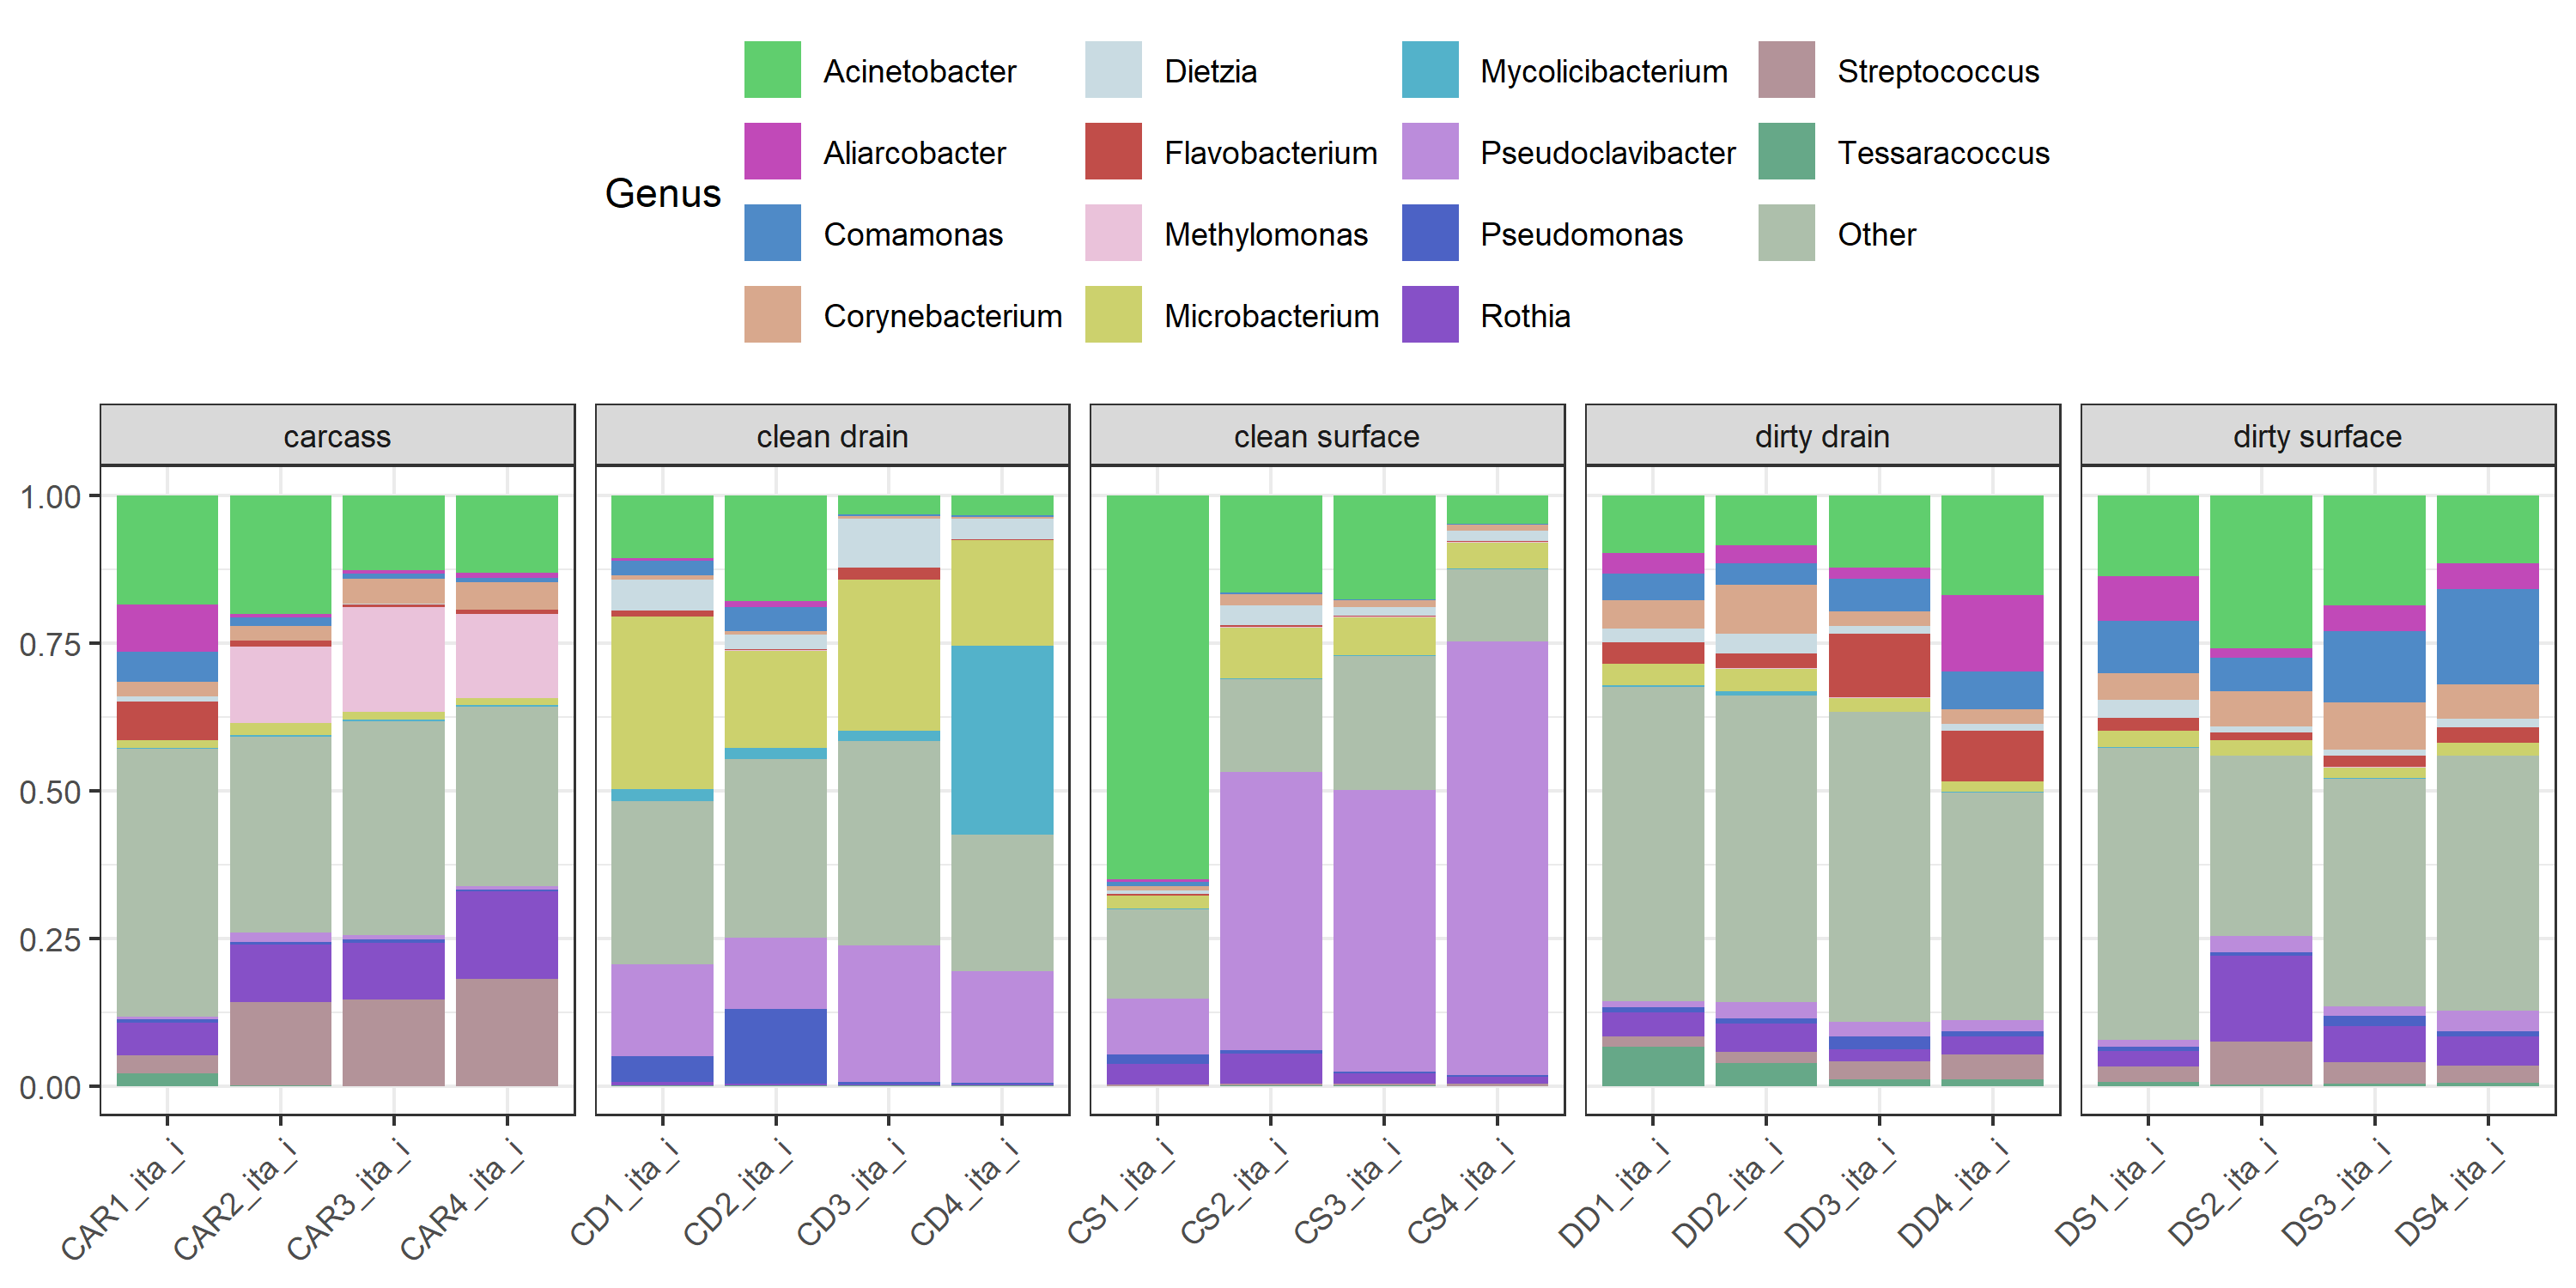 Genus
Acinetobacter
Aliarcobacter
Comamonas
Corynebacterium
Dietzia
Flavobacterium
Methylomonas
Microbacterium
Mycolicibacterium
Pseudoclavibacter
Pseudomonas
Rothia
Streptococcus
Tessaracoccus
Other
carcass
clean drain
clean surface
dirty drain
dirty surface
1.00
0.75
0.50
0.25
0.00
CAR1_ita_i
CAR2_ita_i
CAR3_ita_i
CAR4_ita_i
CD1_ita_i
CD2_ita_i
CD3_ita_i
CD4_ita_i
CS1_ita_i
CS2_ita_i
CS3_ita_i
CS4_ita_i
DD1_ita_i
DD2_ita_i
DD3_ita_i
DD4_ita_i
DS1_ita_i
DS2_ita_i
DS3_ita_i
DS4_ita_i